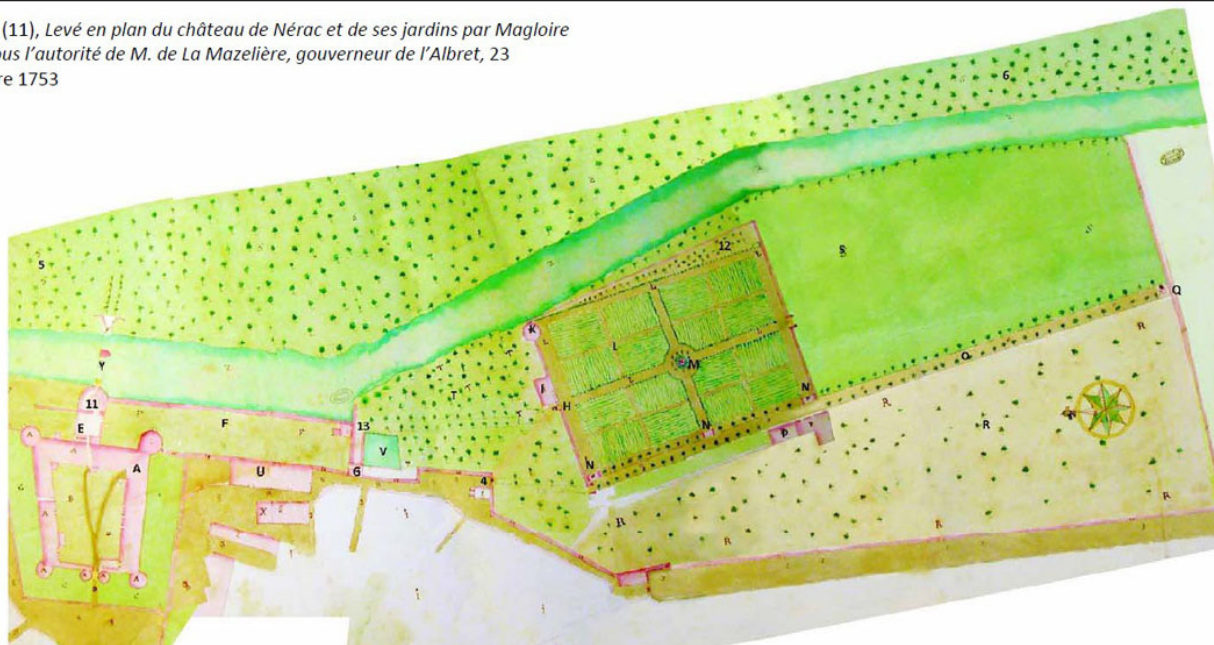 (11), Levé en plan du château de Nérac et de ses jardins par Magloire
ous l'autorité de M. de La Mazelière, gouverneur de l'Albret, 23
re 1753
6
5
12
S
Q
R
K
L
M
Q
Y
T
I
11
F
H
N
N
R
R
E
13
P
A
U
6
V
4
N
X
R
R
R
R
A
A
A
A